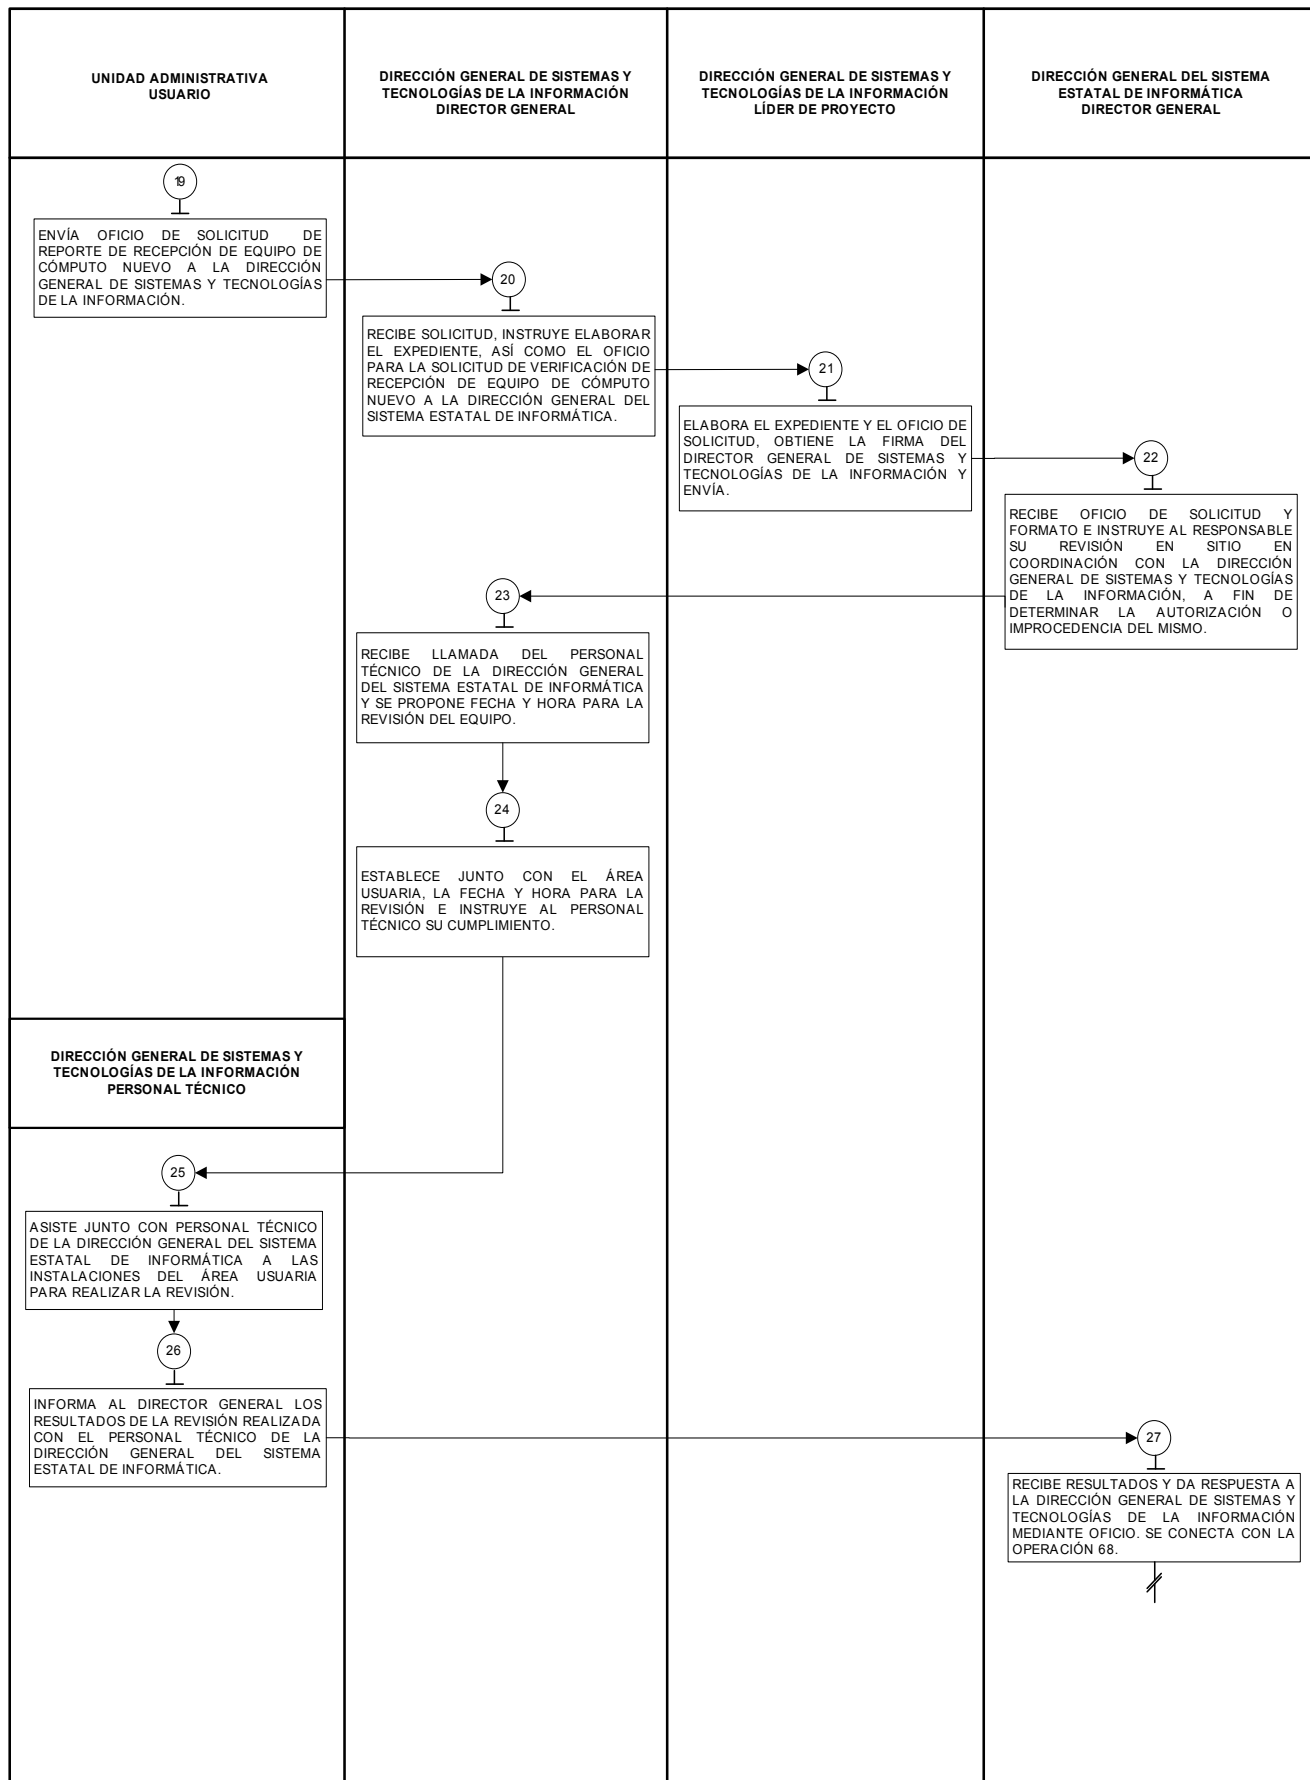 UNIDAD ADMINISTRATIVA
USUARIO
DIRECCIÓN GENERAL DE SISTEMAS Y
TECNOLOGÍAS DE LA INFORMACIÓN
DIRECTOR GENERAL
DIRECCIÓN GENERAL DE SISTEMAS Y
TECNOLOGÍAS DE LA INFORMACIÓN
LÍDER DE PROYECTO
DIRECCIÓN GENERAL DEL SISTEMA
ESTATAL DE INFORMÁTICA
DIRECTOR GENERAL
19
ENVÍA OFICIO DE SOLICITUD DE
REPORTE DE RECEPCIÓN DE EQUIPO DE
CÓMPUTO NUEVO A LA DIRECCIÓN
GENERAL DE SISTEMAS Y TECNOLOGÍAS
DE LA INFORMACIÓN.
20
RECIBE SOLICITUD, INSTRUYE ELABORAR
EL EXPEDIENTE, ASÍ COMO EL OFICIO
PARA LA SOLICITUD DE VERIFICACIÓN DE
RECEPCIÓN DE EQUIPO DE CÓMPUTO
NUEVO A LA DIRECCIÓN GENERAL DEL
SISTEMA ESTATAL DE INFORMÁTICA.
21
ELABORA EL EXPEDIENTE Y EL OFICIO DE
SOLICITUD, OBTIENE LA FIRMA DEL
DIRECTOR GENERAL DE SISTEMAS Y
TECNOLOGÍAS DE LA INFORMACIÓN Y
ENVÍA.
22
RECIBE OFICIO DE SOLICITUD Y
FORMATO E INSTRUYE AL RESPONSABLE
SU REVISIÓN EN SITIO EN
COORDINACIÓN CON LA DIRECCIÓN
GENERAL DE SISTEMAS Y TECNOLOGÍAS
DE LA INFORMACIÓN, A FIN DE
DETERMINAR LA AUTORIZACIÓN O
IMPROCEDENCIA DEL MISMO.
23
RECIBE LLAMADA DEL PERSONAL
TÉCNICO DE LA DIRECCIÓN GENERAL
DEL SISTEMA ESTATAL DE INFORMÁTICA
Y SE PROPONE FECHA Y HORA PARA LA
REVISIÓN DEL EQUIPO.
24
ESTABLECE JUNTO CON EL ÁREA
USUARIA, LA FECHA Y HORA PARA LA
REVISIÓN E INSTRUYE AL PERSONAL
TÉCNICO SU CUMPLIMIENTO.
DIRECCIÓN GENERAL DE SISTEMAS Y
TECNOLOGÍAS DE LA INFORMACIÓN
PERSONAL TÉCNICO
25
ASISTE JUNTO CON PERSONAL TÉCNICO
DE LA DIRECCIÓN GENERAL DEL SISTEMA
ESTATAL DE INFORMÁTICA A LAS
INSTALACIONES DEL ÁREA USUARIA
PARA REALIZAR LA REVISIÓN.
26
INFORMA AL DIRECTOR GENERAL LOS
RESULTADOS DE LA REVISIÓN REALIZADA
CON EL PERSONAL TÉCNICO DE LA
DIRECCIÓN GENERAL DEL SISTEMA
ESTATAL DE INFORMÁTICA.
27
RECIBE RESULTADOS Y DA RESPUESTA A
LA DIRECCIÓN GENERAL DE SISTEMAS Y
TECNOLOGÍAS DE LA INFORMACIÓN
MEDIANTE OFICIO. SE CONECTA CON LA
OPERACIÓN 68.